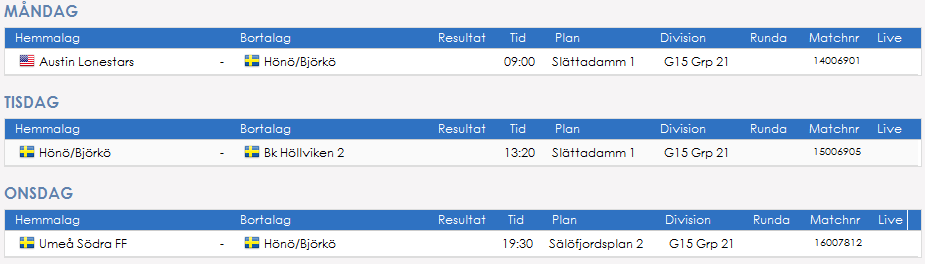 MÅNDAG
Hemmalag Bortalag Resultat Tid Plan Division Runda Matchnr Live
Austin Lonestars - Hönö/Björkö 09:00 Slättadamm 1 G15 Grp 21 14006901
TISDAG
Hemmalag Bortalag Resultat Tid Plan Division Runda Matchnr Live
Hönö/Björkö - Bk Höllviken 2 13:20 Slättadamm 1 G15 Grp 21 15006905
ONSDAG
Hemmalag Bortalag Resultat Tid Plan Division Runda Matchnr Live
Umeå Södra FF - Hönö/Björkö 19:30 Sälöfjordsplan 2 G15 Grp 21 16007812